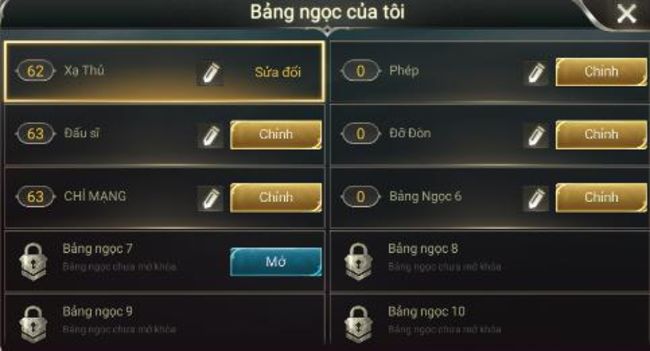 Bảng ngọc của tôi
62 Xạ Thủ Sửa đổi
0 Phép Chỉnh
63 Đấu sĩ Chỉnh
0 Đỡ Đòn Chỉnh
63 CHÍ MẠNG Chỉnh
0 Bảng Ngọc 6 Chỉnh
Bảng ngọc 7
Bảng ngọc chưa mở khóa
Mở
Bảng ngọc 8
Bảng ngọc chưa mở khóa
Bảng ngọc 9
Bảng ngọc chưa mở khóa
Bảng ngọc 10
Bảng ngọc chưa mở khóa